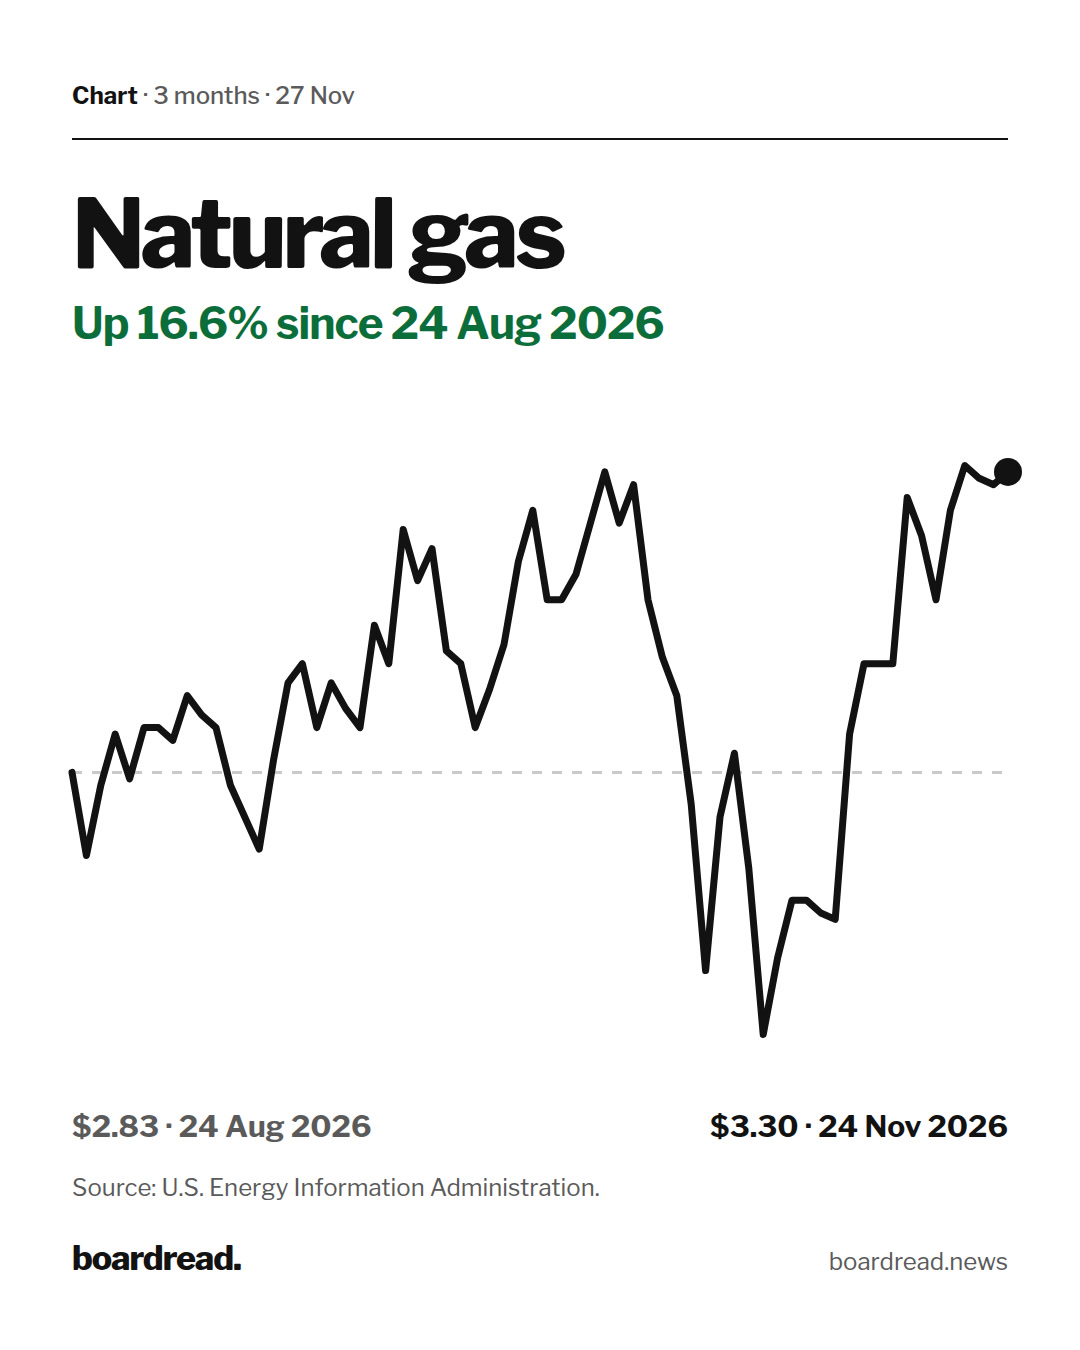 Chart · 3 months · 27 Nov
Natural gas
Up 16.6% since 24 Aug 2026
$2.83 · 24 Aug 2026
$3.30 · 24 Nov 2026
Source: U.S. Energy Information Administration.
boardread.
boardread.news